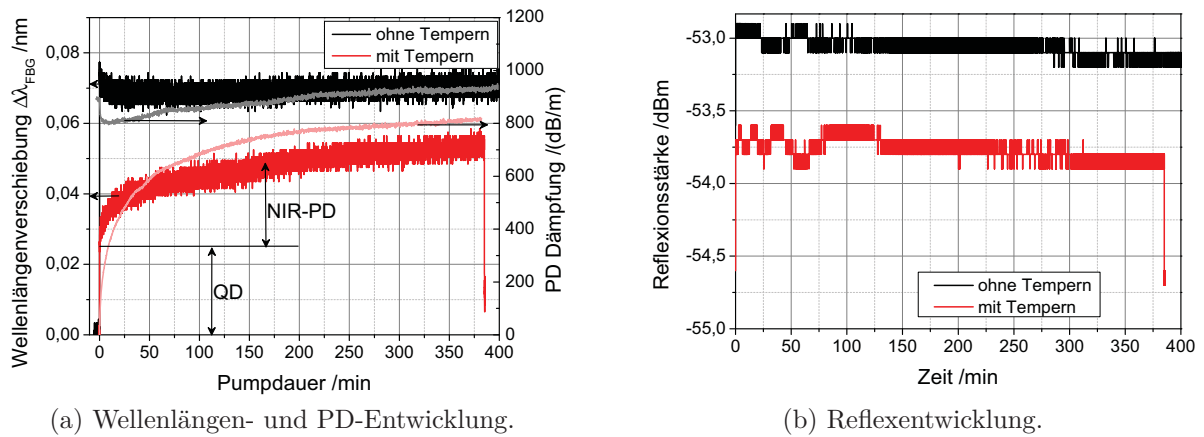 Wellenlängenverschiebung Δλ_FBG /nm
0,08
0,06
0,04
0,02
0,00
ohne Tempern
mit Tempern
NIR-PD
QD
1200
1000
800
600
400
200
0
PD Dämpfung /(dB/m)
0 50 100 150 200 250 300 350 400
Pumpdauer /min
(a) Wellenlängen- und PD-Entwicklung.
Reflexionsstärke /dBm
-53,0
-53,5
-54,0
-54,5
-55,0
ohne Tempern
mit Tempern
0 50 100 150 200 250 300 350 400
Zeit /min
(b) Reflexentwicklung.